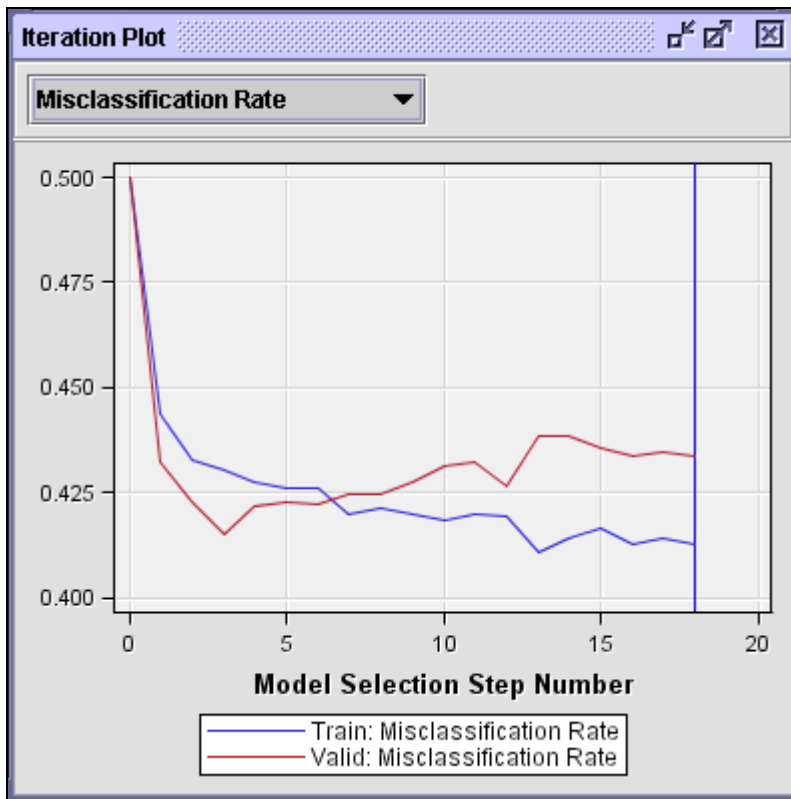 Iteration Plot
Misclassification Rate
0.500
0.475
0.450
0.425
0.400
0 5 10 15 20
Model Selection Step Number
Train: Misclassification Rate
Valid: Misclassification Rate